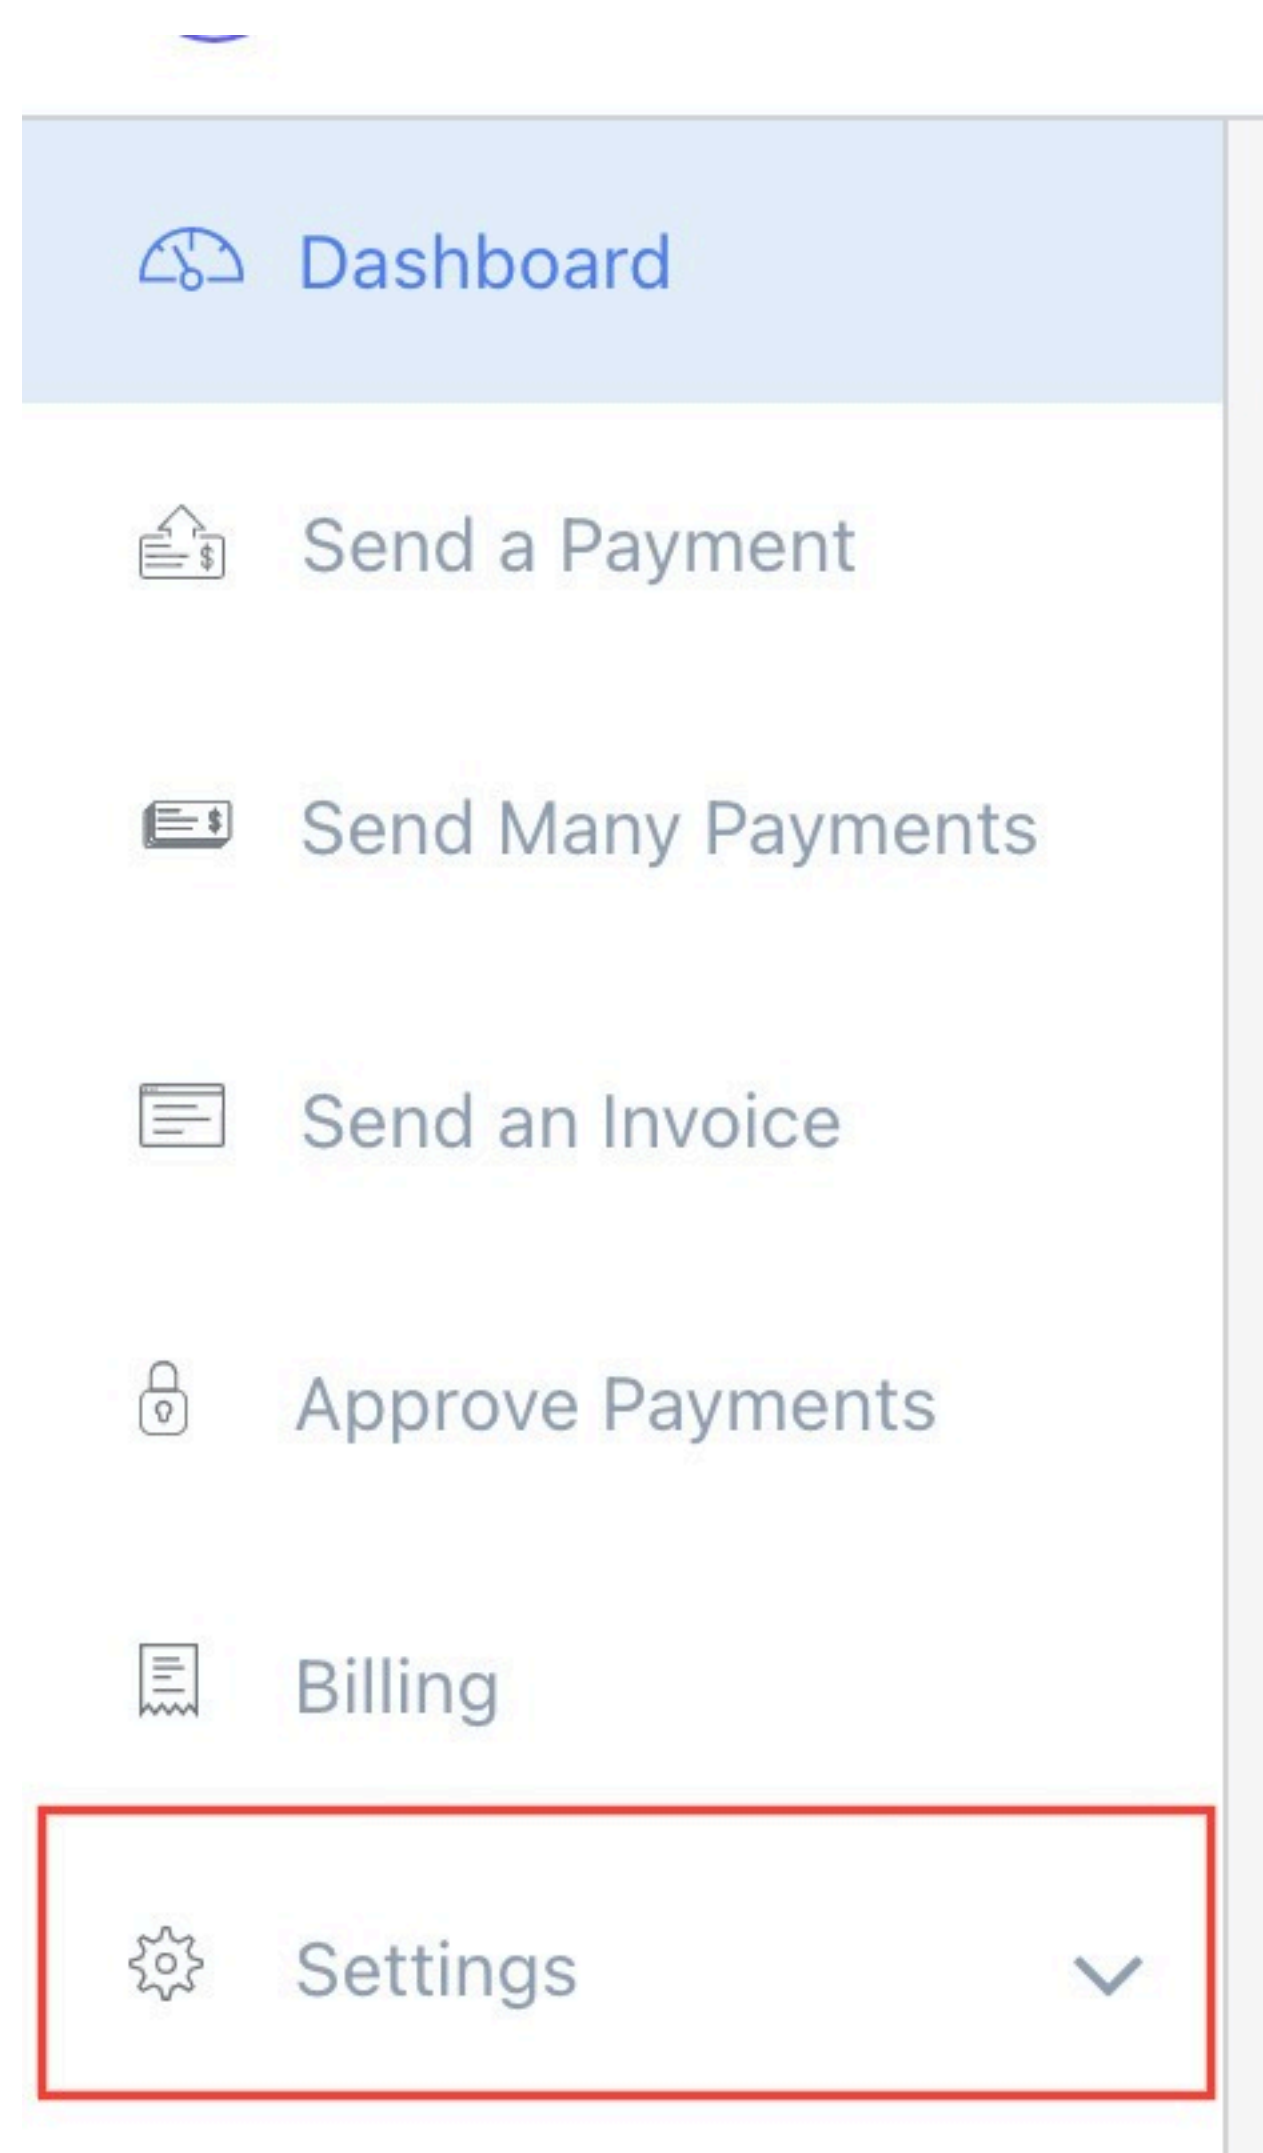 Dashboard
Send a Payment
Send Many Payments
Send an Invoice
Approve Payments
Billing
Settings